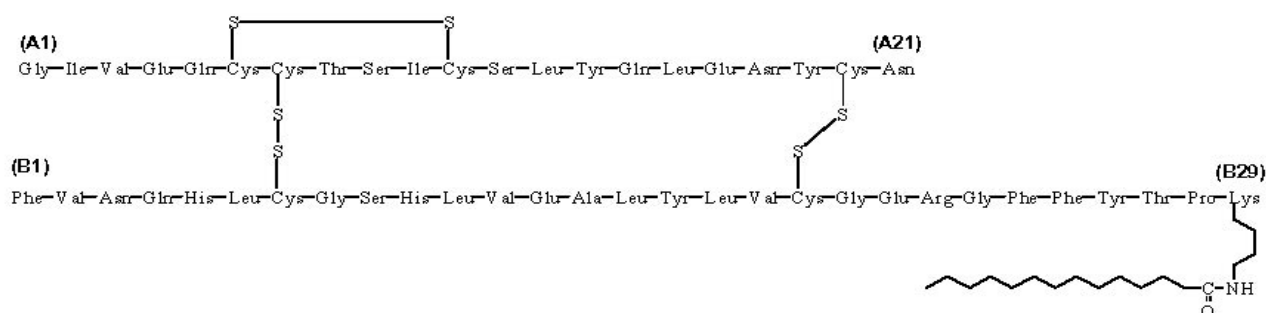 S S
(A1) (A21)
Gly-Ile-Val-Glu-Gln-Cys-Cys-Thr-Ser-Ile-Cys-Ser-Leu-Tyr-Gln-Leu-Glu-Asn-Tyr-Cys-Asn
S S
S S
(B1) (B29)
Phe-Val-Asn-Gln-His-Leu-Cys-Gly-Ser-His-Leu-Val-Glu-Ala-Leu-Tyr-Leu-Val-Cys-Gly-Glu-Arg-Gly-Phe-Phe-Tyr-Thr-Pro-Lys
C-NH
O